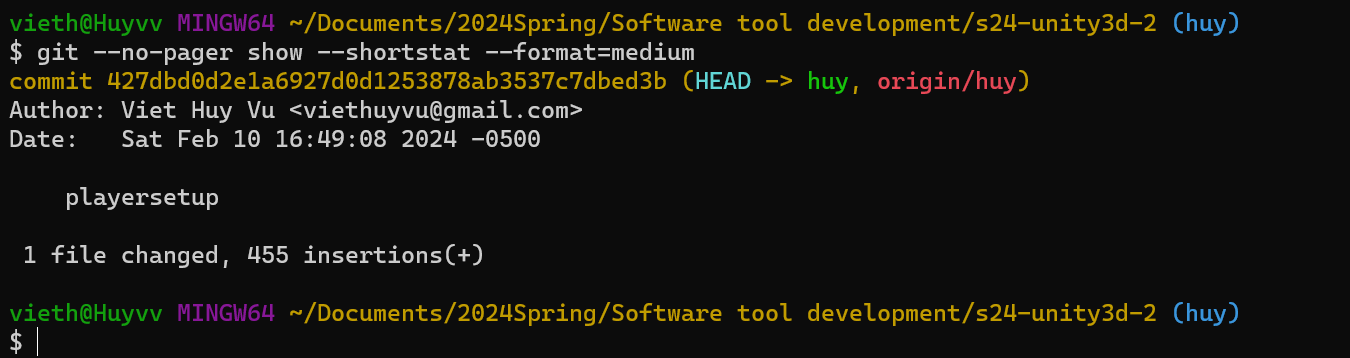 vieth@Huyvv MINGW64 ~/Documents/2024Spring/Software tool development/s24-unity3d-2 (huy)
$ git --no-pager show --shortstat --format=medium
commit 427dbd0d2e1a6927d0d1253878ab3537c7dbed3b (HEAD -> huy, origin/huy)
Author: Viet Huy Vu <viethuyvu@gmail.com>
Date:   Sat Feb 10 16:49:08 2024 -0500
    playersetup
 1 file changed, 455 insertions(+)
vieth@Huyvv MINGW64 ~/Documents/2024Spring/Software tool development/s24-unity3d-2 (huy)
$